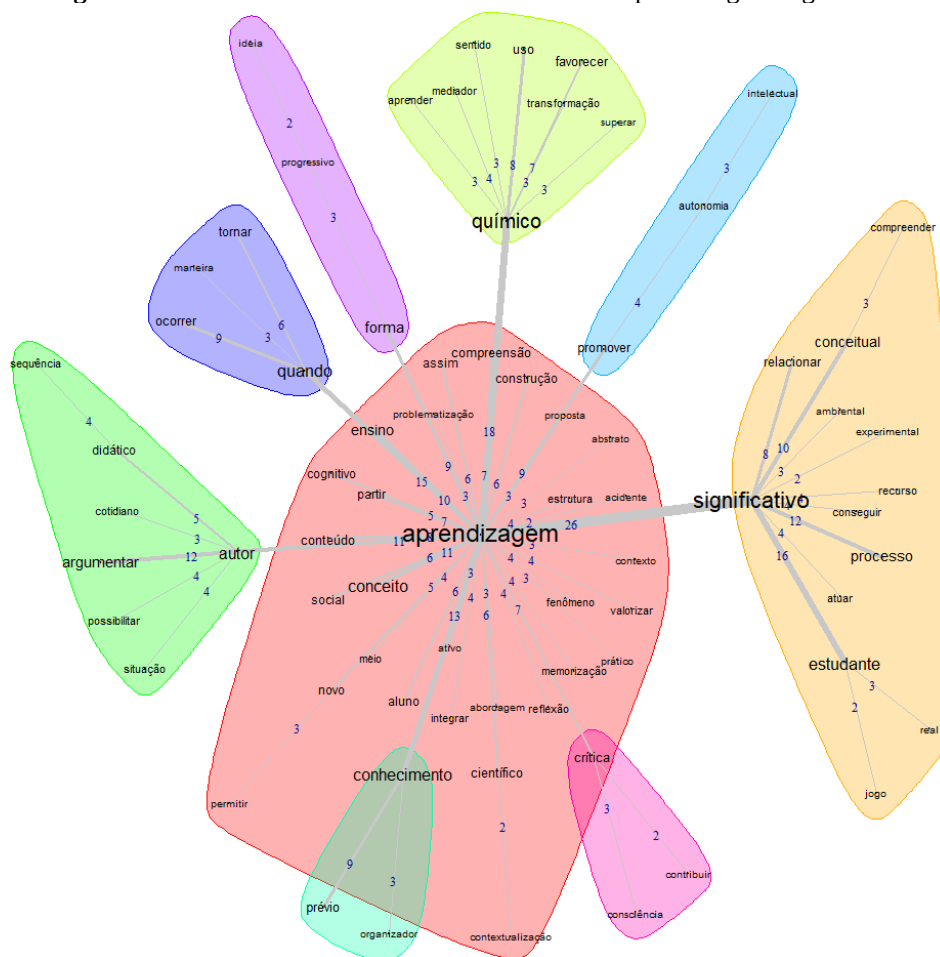 idéia
sentido
uso
favorecer
aprender
mediador
transformação
superar
intelectual
2
progressivo
3
3
4
3
8
3
7
3
3
autonomia
químico
tornar
compreender
marteira
forma
4
3
ocorrer
9
3
6
promover
conceitual
quando
relacionar
sequência
assim
compreensão
construção
ambiental
experimental
4
didático
ensino
problematização
proposta
abstrato
18
8
10
3
2
cognitivo
partir
15
10
9
6
3
7
6
3
9
3
estrutura
acidente
recurso
cotidiano
5
3
5
7
4
2
26
significativo
4
conseguir
12
processo
argumentar
12
autor
conteúdo
11
aprendizagem
16
4
4
possibilitar
situação
social
conceito
6
11
contexto
fenômeno
valorizar
atuar
estudante
5
4
6
3
4
13
3
6
4
4
7
4
3
4
meio
ativo
memorização
prático
3
2
real
jogo
novo
aluno
integrar
abordagem
reflexão
3
permitir
conhecimento
científico
crítica
9
3
2
3
2
contribuir
prévio
organizador
contextualização
consciência